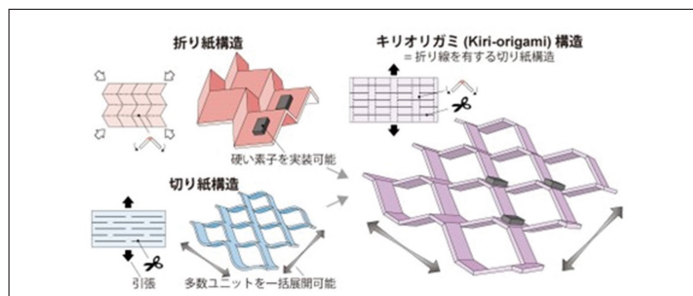 折り紙構造
硬い素子を実装可能
切り紙構造
引張
多数ユニットを一括展開可能
キリオリガミ (Kiri-origami) 構造
= 折り線を有する切り紙構造